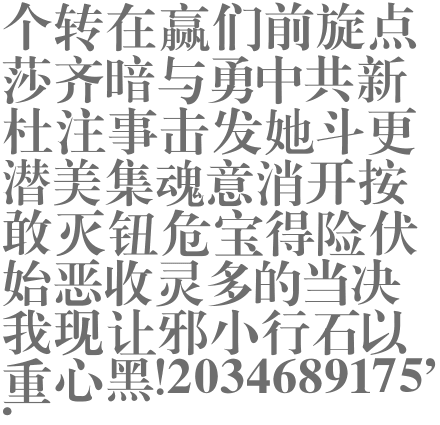 个转在赢们前旋点
莎齐暗与勇中共新
杜注事击发她斗更
潜美集魂意消开按
敢灭钮危宝得险伏
始恶收灵多的当决
我现让邪小行石以
重心黑!2034689175’
.